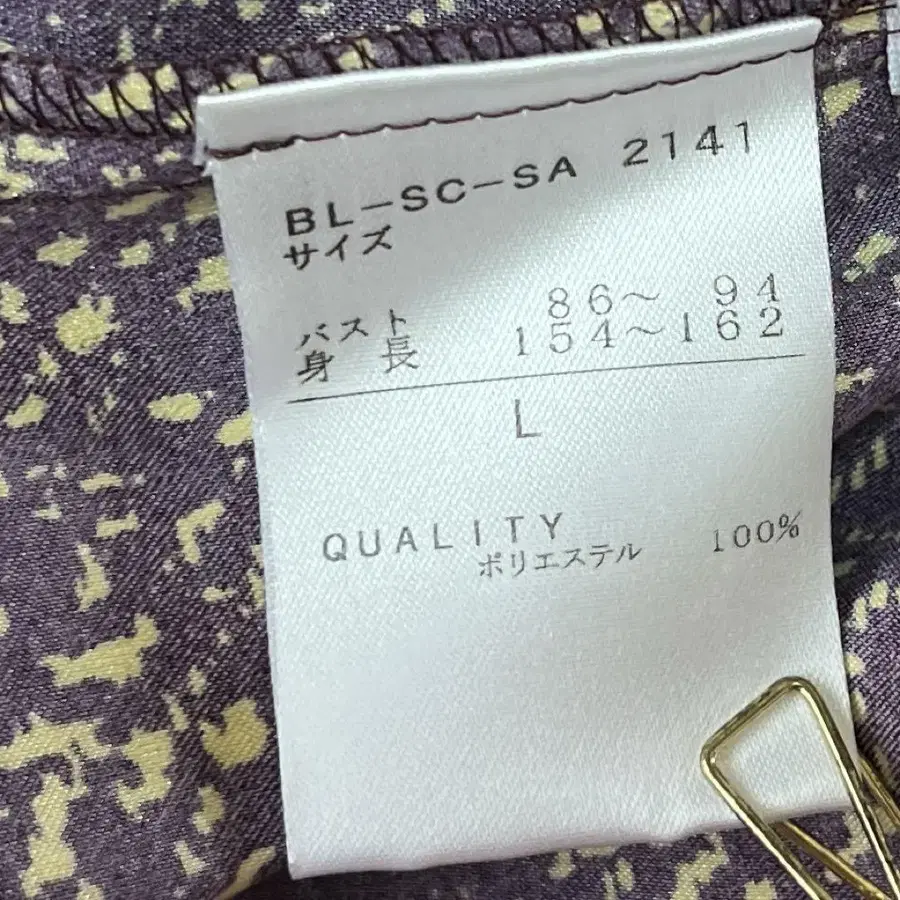 BL-SC-SA 2141
サイズ
バスト 86~ 94
身長 154~162
L
QUALITY
ポリエステル 100%